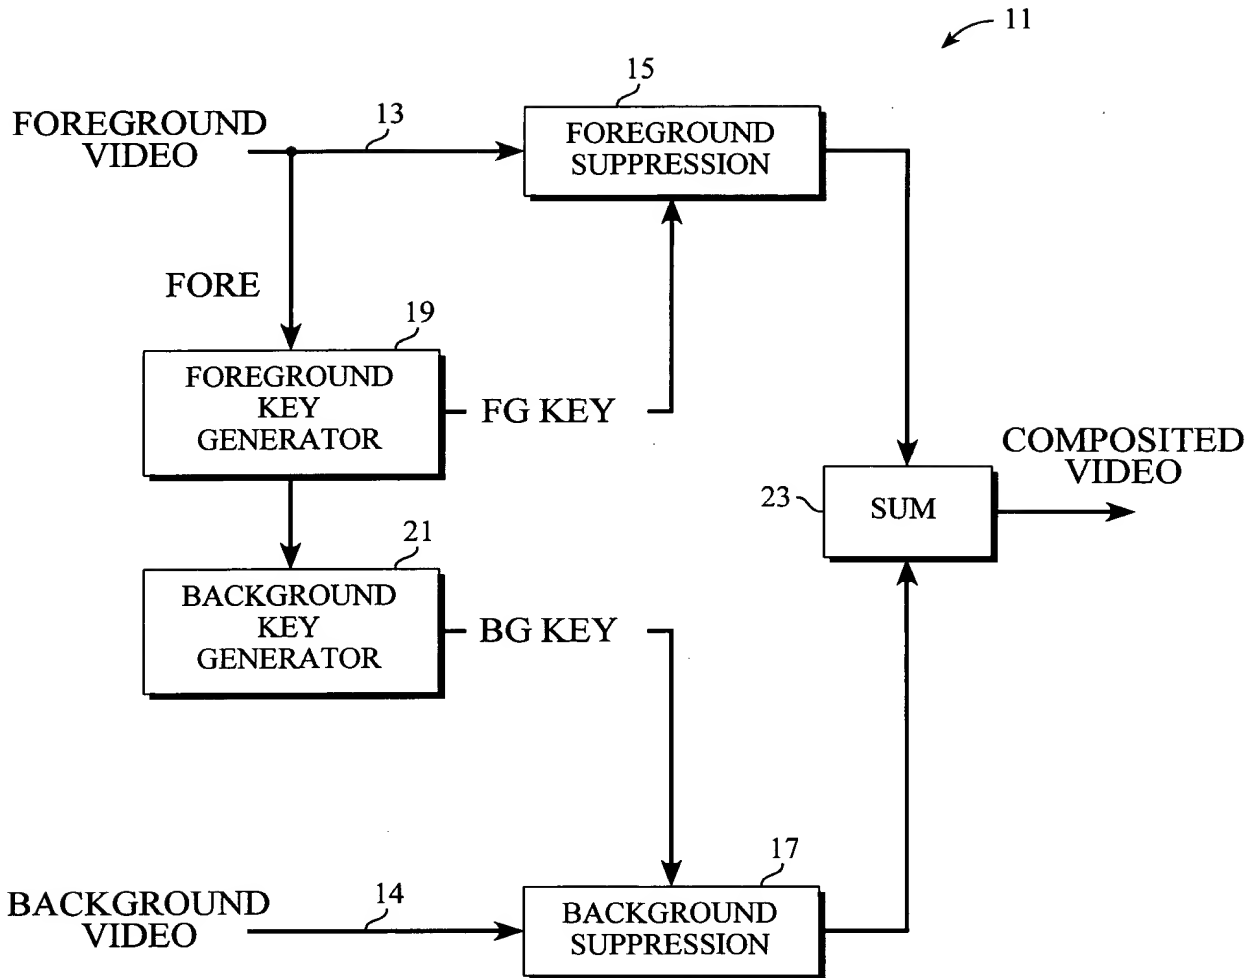 11
15
FOREGROUND
VIDEO
13
FOREGROUND
SUPPRESSION
FORE
19
FOREGROUND
KEY
GENERATOR
FG KEY
COMPOSITED
VIDEO
23
SUM
21
BACKGROUND
KEY
GENERATOR
BG KEY
17
BACKGROUND
VIDEO
14
BACKGROUND
SUPPRESSION